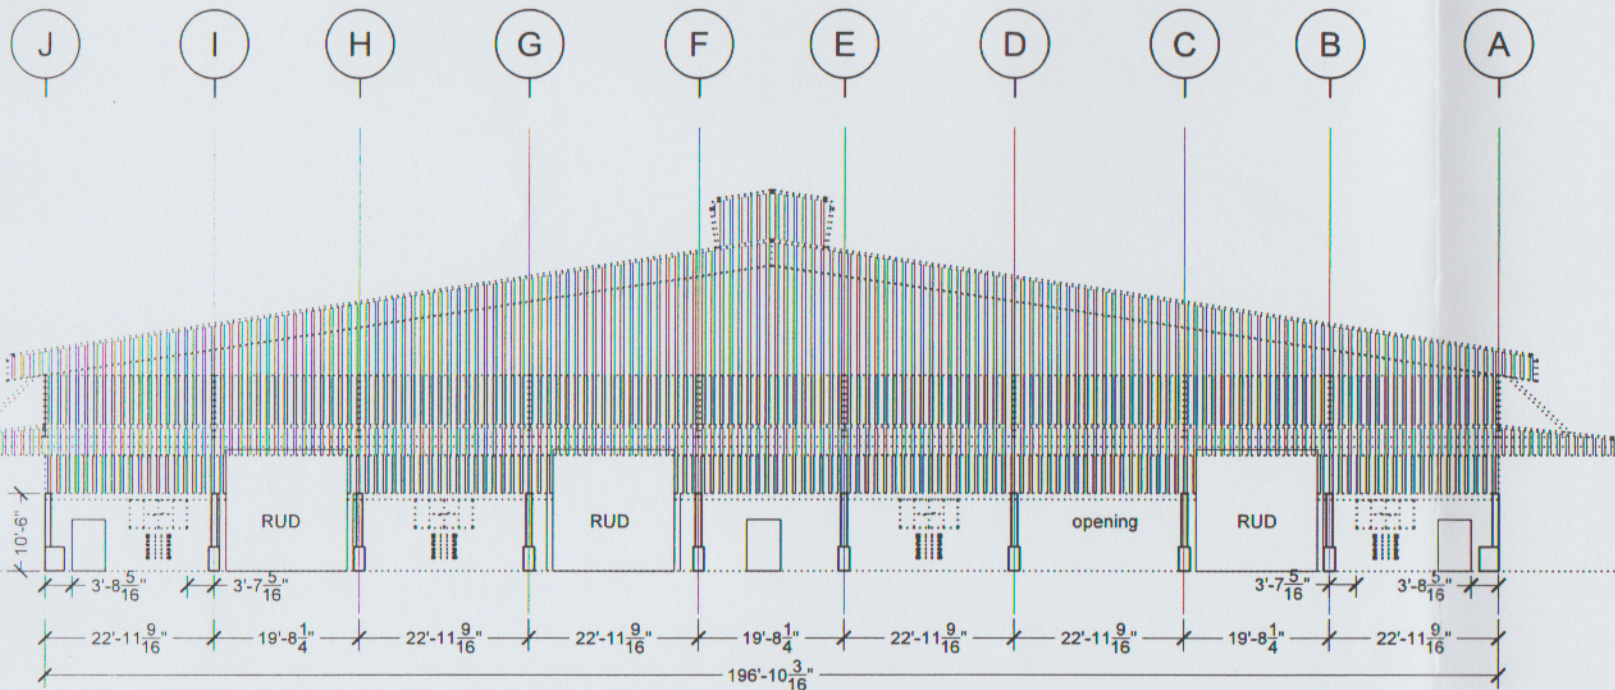 J I H G F E D C B A
RUD RUD opening RUD
10'-6"
3'-8 5/16" 3'-7 5/16" 3'-7 5/16" 3'-8 5/16"
22'-11 9/16" 19'-8 1/4" 22'-11 9/16" 22'-11 9/16" 19'-8 1/4" 22'-11 9/16" 22'-11 9/16" 19'-8 1/4" 22'-11 9/16"
196'-10 3/16"